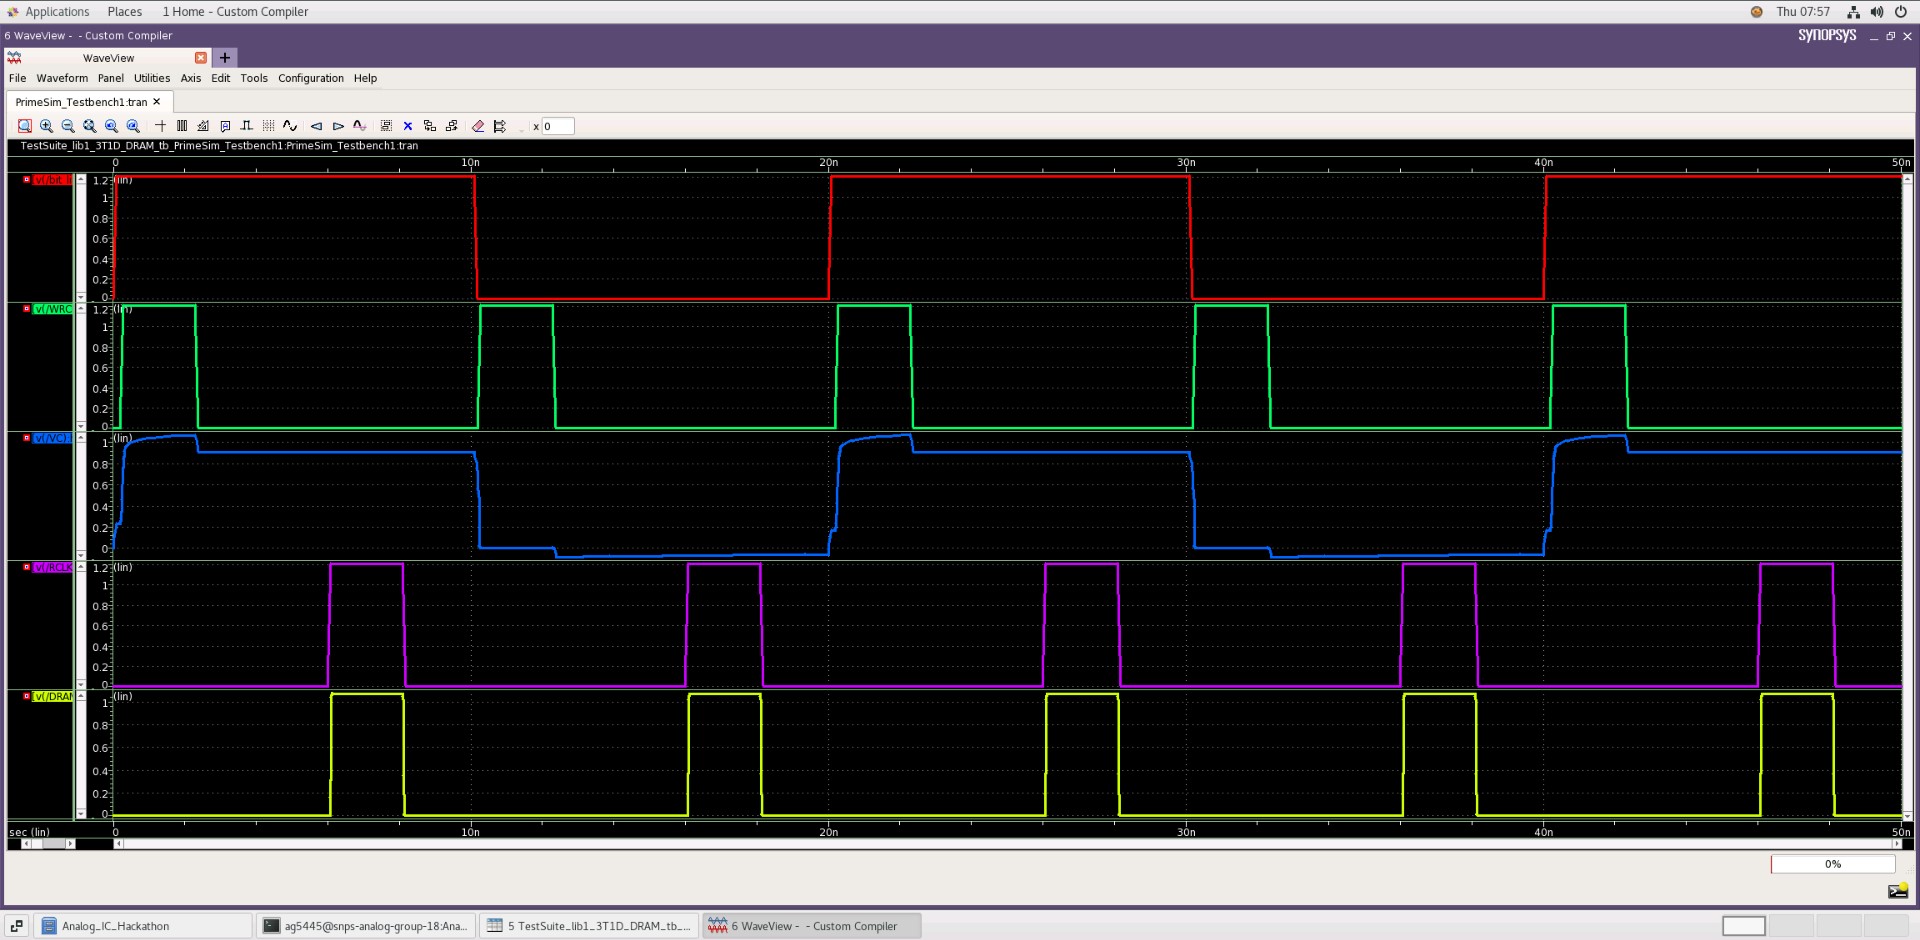 Applications Places 1 Home - Custom Compiler Thu 07:57
6 WaveView - - Custom Compiler SYNOPSYS
WaveView
File Waveform Panel Utilities Axis Edit Tools Configuration Help
PrimeSim_Testbench1:tran
x 0
TestSuite_lib1_3T1D_DRAM_tb_PrimeSim_Testbench1:PrimeSim_Testbench1:tran
0 10n 20n 30n 40n 50n
v(/bit_li 1.2 (lin)
1
0.8
0.6
0.4
0.2
0
v(/WRC 1.2 (lin)
1
0.8
0.6
0.4
0.2
0
v(/VC) 1 (lin)
0.8
0.6
0.4
0.2
0
v(/RCLK 1.2 (lin)
1
0.8
0.6
0.4
0.2
0
v(/DRAM (lin)
1
0.8
0.6
0.4
0.2
0
sec (lin) 0 10n 20n 30n 40n 50n
0%
Analog_IC_Hackathon ag5445@snps-analog-group-18:Ana... 5 TestSuite_lib1_3T1D_DRAM_tb_... 6 WaveView - - Custom Compiler